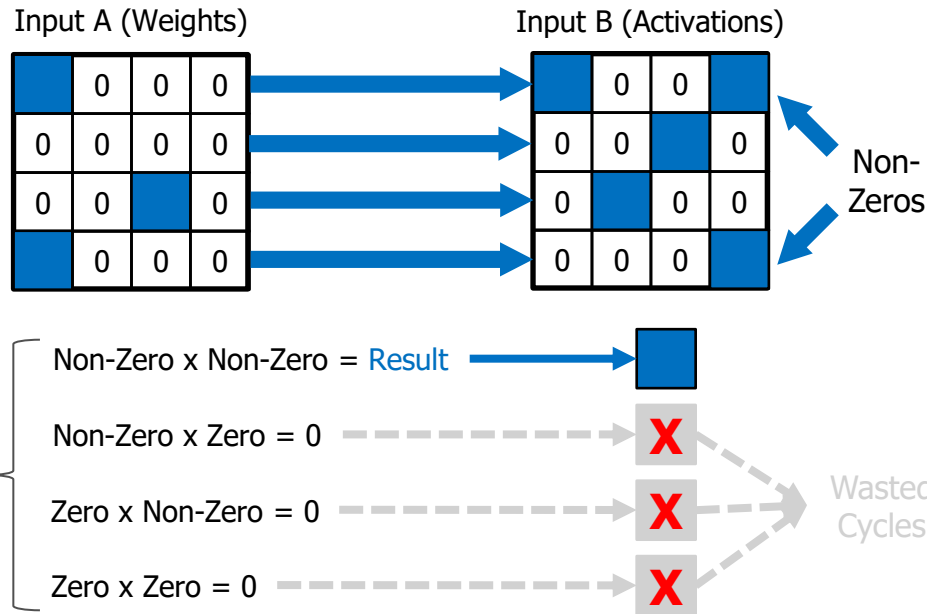 Input A (Weights)
Input B (Activations)
0 0 0
0 0 0 0
0 0 0
0 0 0
0 0
0 0 0
0 0 0
0 0 0
Non-
Zeros
Non-Zero x Non-Zero = Result
Non-Zero x Zero = 0
X
Zero x Non-Zero = 0
X
Zero x Zero = 0
X
Wasted
Cycles